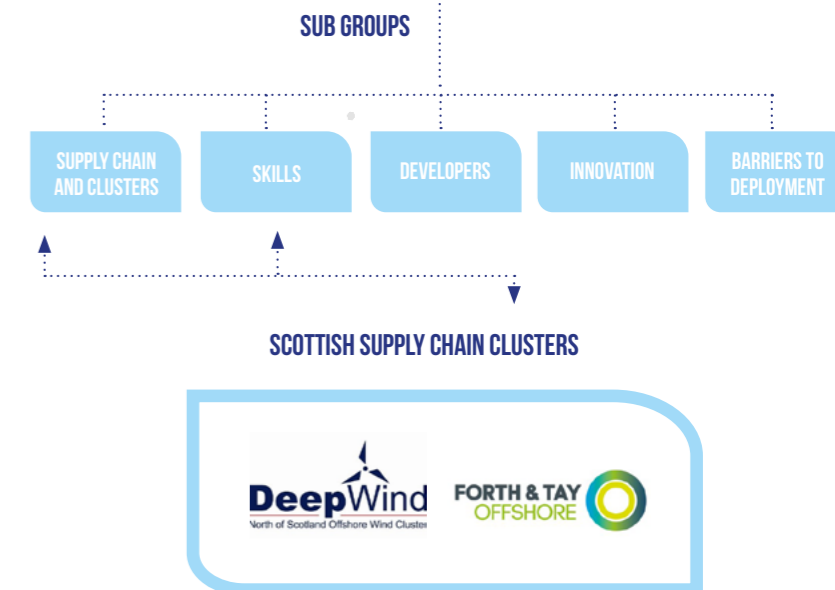 SUB GROUPS
SUPPLY CHAIN
AND CLUSTERS
SKILLS
DEVELOPERS
INNOVATION
BARRIERS TO
DEPLOYMENT
SCOTTISH SUPPLY CHAIN CLUSTERS
DeepWind
North of Scotland Offshore Wind Cluster
FORTH & TAY
OFFSHORE